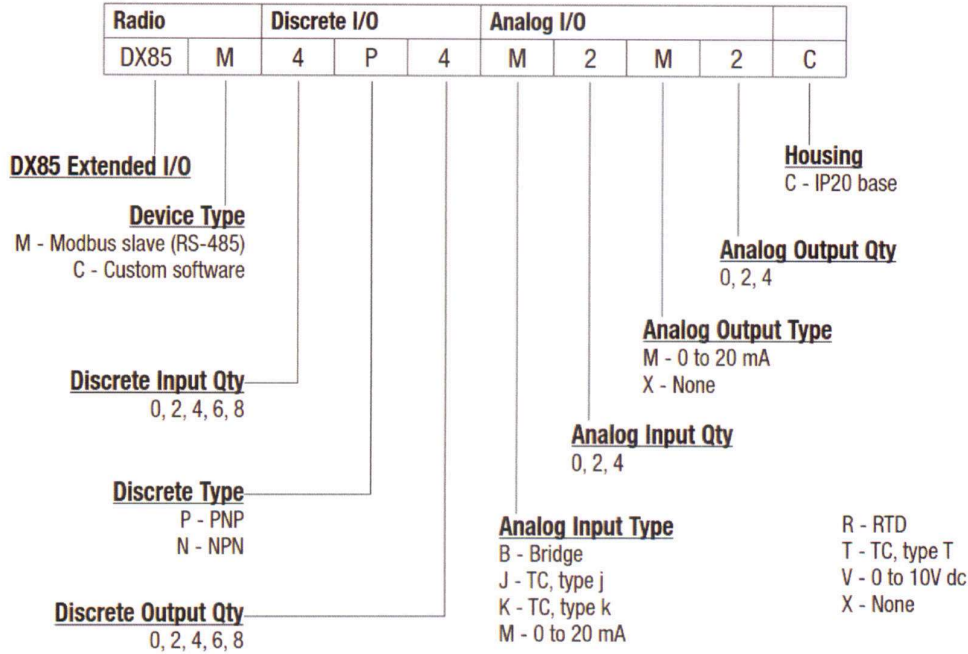 Radio Discrete I/O Analog I/O
DX85 M 4 P 4 M 2 M 2 C
DX85 Extended I/O
Device Type
M - Modbus slave (RS-485)
C - Custom software
Discrete Input Qty
0, 2, 4, 6, 8
Discrete Type
P - PNP
N - NPN
Discrete Output Qty
0, 2, 4, 6, 8
Analog Input Type
B - Bridge
J - TC, type j
K - TC, type k
M - 0 to 20 mA
R - RTD
T - TC, type T
V - 0 to 10V dc
X - None
Analog Input Qty
0, 2, 4
Analog Output Type
M - 0 to 20 mA
X - None
Analog Output Qty
0, 2, 4
Housing
C - IP20 base